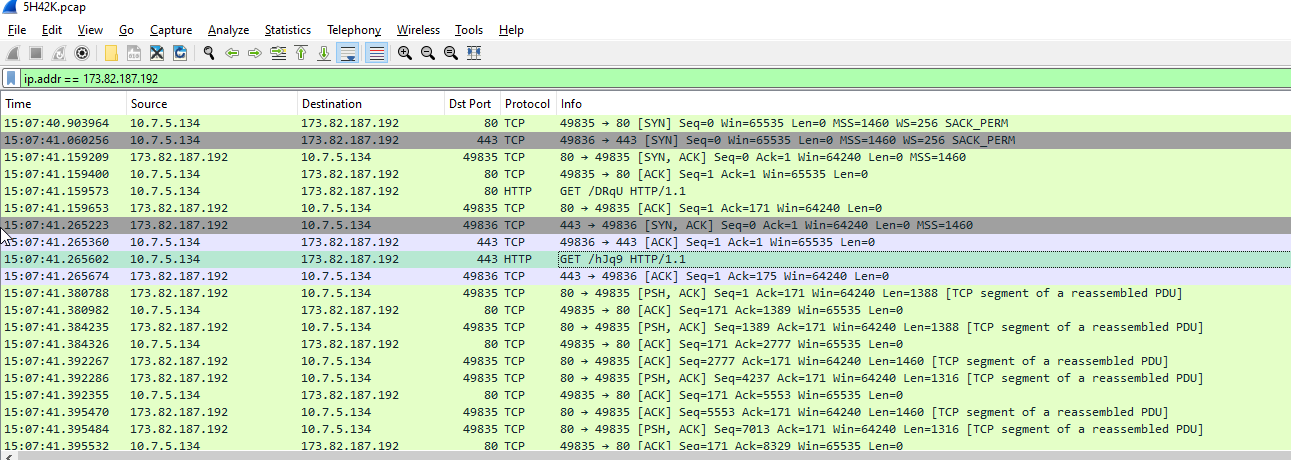 5H42K.pcap
File Edit View Go Capture Analyze Statistics Telephony Wireless Tools Help
ip.addr == 173.82.187.192
Time Source Destination Dst Port Protocol Info
15:07:40.903964 10.7.5.134 173.82.187.192 80 TCP 49835 → 80 [SYN] Seq=0 Win=65535 Len=0 MSS=1460 WS=256 SACK_PERM
15:07:41.060256 10.7.5.134 173.82.187.192 443 TCP 49836 → 443 [SYN] Seq=0 Win=65535 Len=0 MSS=1460 WS=256 SACK_PERM
15:07:41.159209 173.82.187.192 10.7.5.134 49835 TCP 80 → 49835 [SYN, ACK] Seq=0 Ack=1 Win=64240 Len=0 MSS=1460
15:07:41.159400 10.7.5.134 173.82.187.192 80 TCP 49835 → 80 [ACK] Seq=1 Ack=1 Win=65535 Len=0
15:07:41.159573 10.7.5.134 173.82.187.192 80 HTTP GET /DRqU HTTP/1.1
15:07:41.159653 173.82.187.192 10.7.5.134 49835 TCP 80 → 49835 [ACK] Seq=1 Ack=171 Win=64240 Len=0
15:07:41.265223 173.82.187.192 10.7.5.134 49836 TCP 443 → 49836 [SYN, ACK] Seq=0 Ack=1 Win=64240 Len=0 MSS=1460
15:07:41.265360 10.7.5.134 173.82.187.192 443 TCP 49836 → 443 [ACK] Seq=1 Ack=1 Win=65535 Len=0
15:07:41.265602 10.7.5.134 173.82.187.192 443 HTTP GET /hJq9 HTTP/1.1
15:07:41.265674 173.82.187.192 10.7.5.134 49836 TCP 443 → 49836 [ACK] Seq=1 Ack=175 Win=64240 Len=0
15:07:41.380788 173.82.187.192 10.7.5.134 49835 TCP 80 → 49835 [PSH, ACK] Seq=1 Ack=171 Win=64240 Len=1388 [TCP segment of a reassembled PDU]
15:07:41.380982 10.7.5.134 173.82.187.192 80 TCP 49835 → 80 [ACK] Seq=171 Ack=1389 Win=65535 Len=0
15:07:41.384235 173.82.187.192 10.7.5.134 49835 TCP 80 → 49835 [PSH, ACK] Seq=1389 Ack=171 Win=64240 Len=1388 [TCP segment of a reassembled PDU]
15:07:41.384326 10.7.5.134 173.82.187.192 80 TCP 49835 → 80 [ACK] Seq=171 Ack=2777 Win=65535 Len=0
15:07:41.392267 173.82.187.192 10.7.5.134 49835 TCP 80 → 49835 [PSH, ACK] Seq=2777 Ack=171 Win=64240 Len=1460 [TCP segment of a reassembled PDU]
15:07:41.392286 173.82.187.192 10.7.5.134 49835 TCP 80 → 49835 [PSH, ACK] Seq=4237 Ack=171 Win=64240 Len=1316 [TCP segment of a reassembled PDU]
15:07:41.392355 10.7.5.134 173.82.187.192 80 TCP 49835 → 80 [ACK] Seq=171 Ack=5553 Win=65535 Len=0
15:07:41.395470 173.82.187.192 10.7.5.134 49835 TCP 80 → 49835 [PSH, ACK] Seq=5553 Ack=171 Win=64240 Len=1460 [TCP segment of a reassembled PDU]
15:07:41.395484 173.82.187.192 10.7.5.134 49835 TCP 80 → 49835 [PSH, ACK] Seq=7013 Ack=171 Win=64240 Len=1316 [TCP segment of a reassembled PDU]
15:07:41.395532 10.7.5.134 173.82.187.192 80 TCP 49835 → 80 [ACK] Seq=171 Ack=8329 Win=65535 Len=0